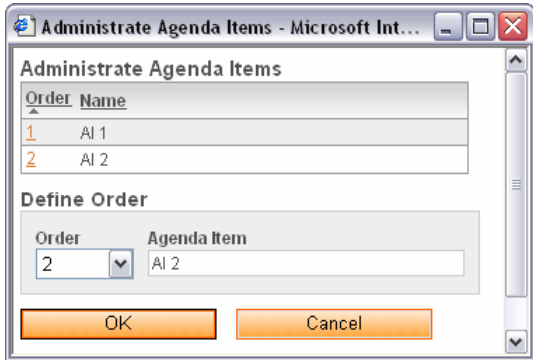 Administrate Agenda Items - Microsoft Int...
Administrate Agenda Items
Order Name
1 AI 1
2 AI 2
Define Order
Order Agenda Item
2 AI 2
OK Cancel